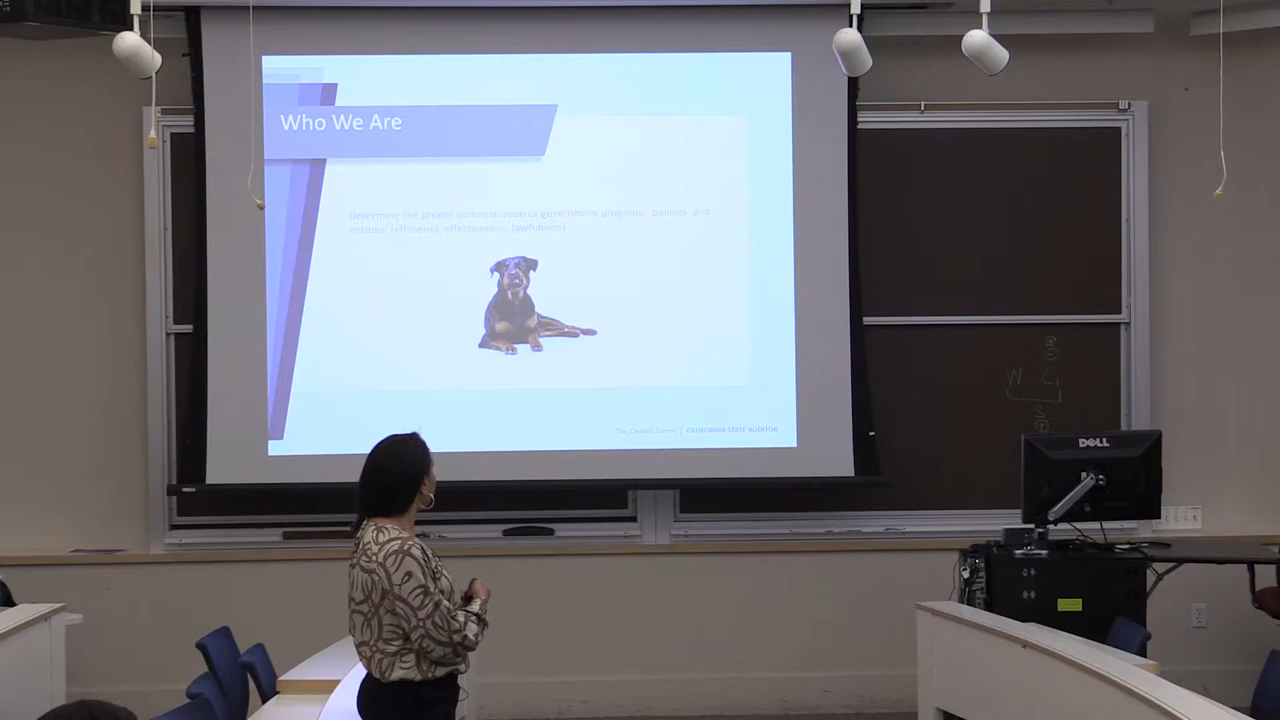 Who We Are
Determine the proper administration of government programs, policies and
entities. (efficiency, effectiveness, lawfulness)
CALIFORNIA STATE AUDITOR
W - C
S
DELL